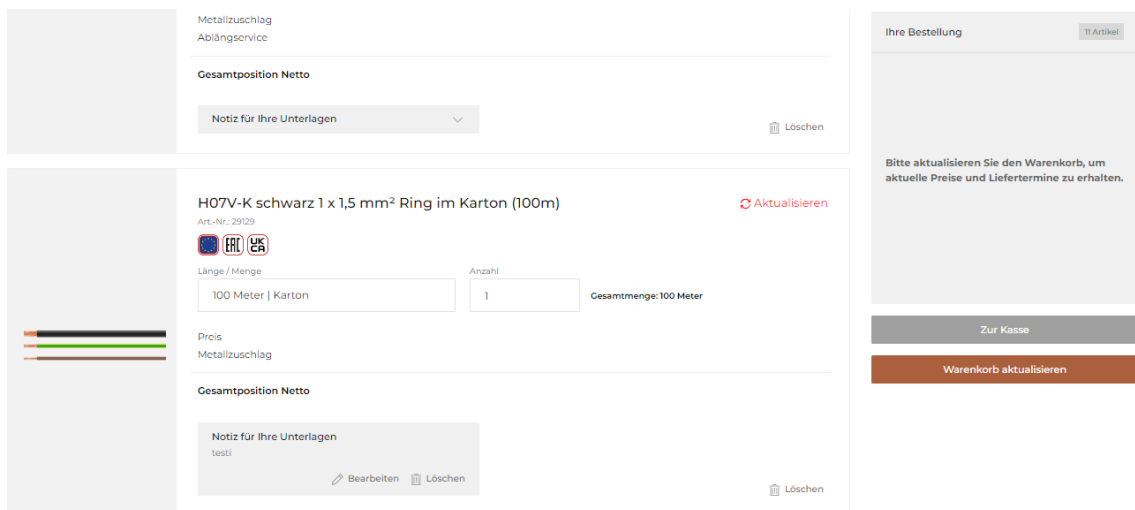 Metallzuschlag
Ablängservice
Gesamtposition Netto
Notiz für Ihre Unterlagen
Löschen
H07V-K schwarz 1 x 1,5 mm² Ring im Karton (100m)
Aktualisieren
Art.-Nr.: 29129
EAC
UK
CA
Länge / Menge
Anzahl
100 Meter | Karton
1
Gesamtmenge: 100 Meter
Preis
Metallzuschlag
Gesamtposition Netto
Notiz für Ihre Unterlagen
testi
Bearbeiten
Löschen
Löschen
Ihre Bestellung
11 Artikel
Bitte aktualisieren Sie den Warenkorb, um
aktuelle Preise und Liefertermine zu erhalten.
Zur Kasse
Warenkorb aktualisieren